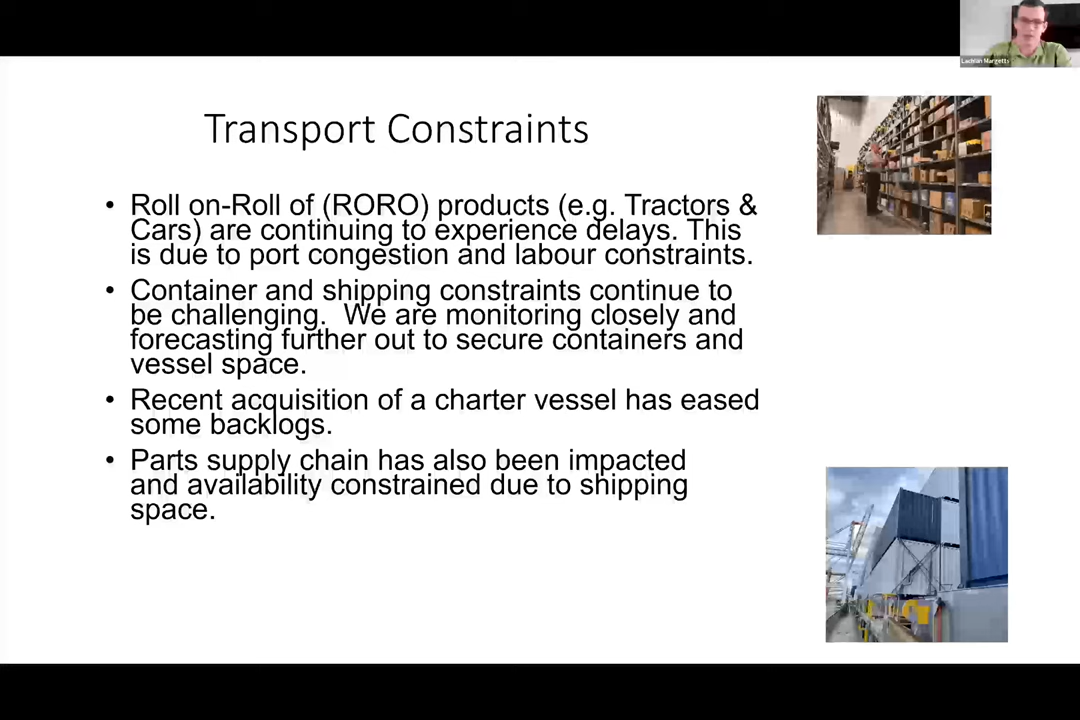 Lachlan Margetts
Transport Constraints
• Roll on-Roll of (RORO) products (e.g. Tractors &
Cars) are continuing to experience delays. This
is due to port congestion and labour constraints.
• Container and shipping constraints continue to
be challenging.  We are monitoring closely and
forecasting further out to secure containers and
vessel space.
• Recent acquisition of a charter vessel has eased
some backlogs.
• Parts supply chain has also been impacted
and availability constrained due to shipping
space.